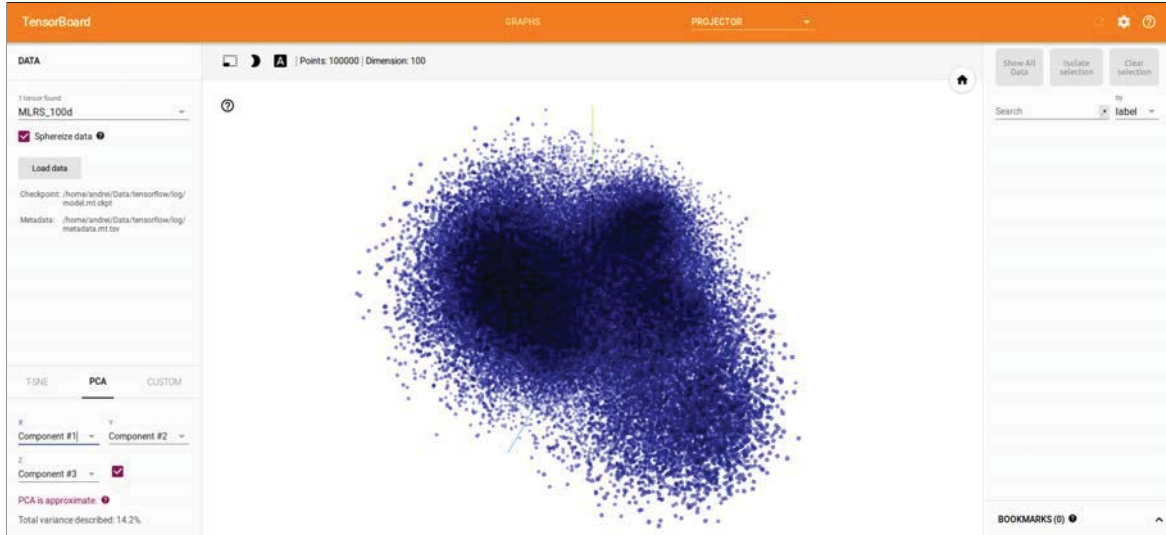 TensorBoard
GRAPHS
PROJECTOR
DATA
1 tensor found
MLRS_100d
Sphereize data
Load data
Checkpoint: /home/andrei/Data/tensorflow/log/
model.mt.ckpt
Metadata: /home/andrei/Data/tensorflow/log/
metadata.mt.tsv
T-SNE
PCA
CUSTOM
X
Component #1
Y
Component #2
Z
Component #3
PCA is approximate.
Total variance described: 14.2%.
A
Points: 100000 | Dimension: 100
Show All
Data
Isolate
selection
Clear
selection
Search
by
label
BOOKMARKS (0)